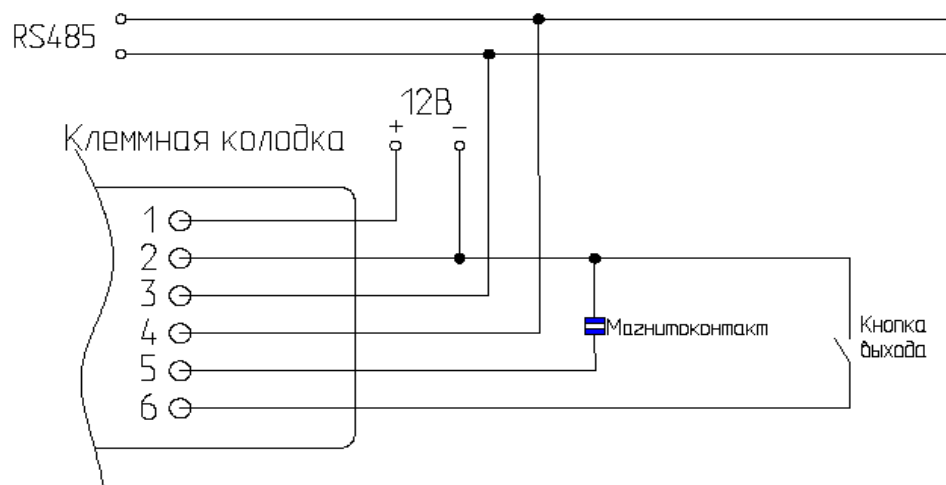 RS485
12В
+ −
Клеммная колодка
1
2
3
4
5
6
Магнитоконтакт
Кнопка
выхода